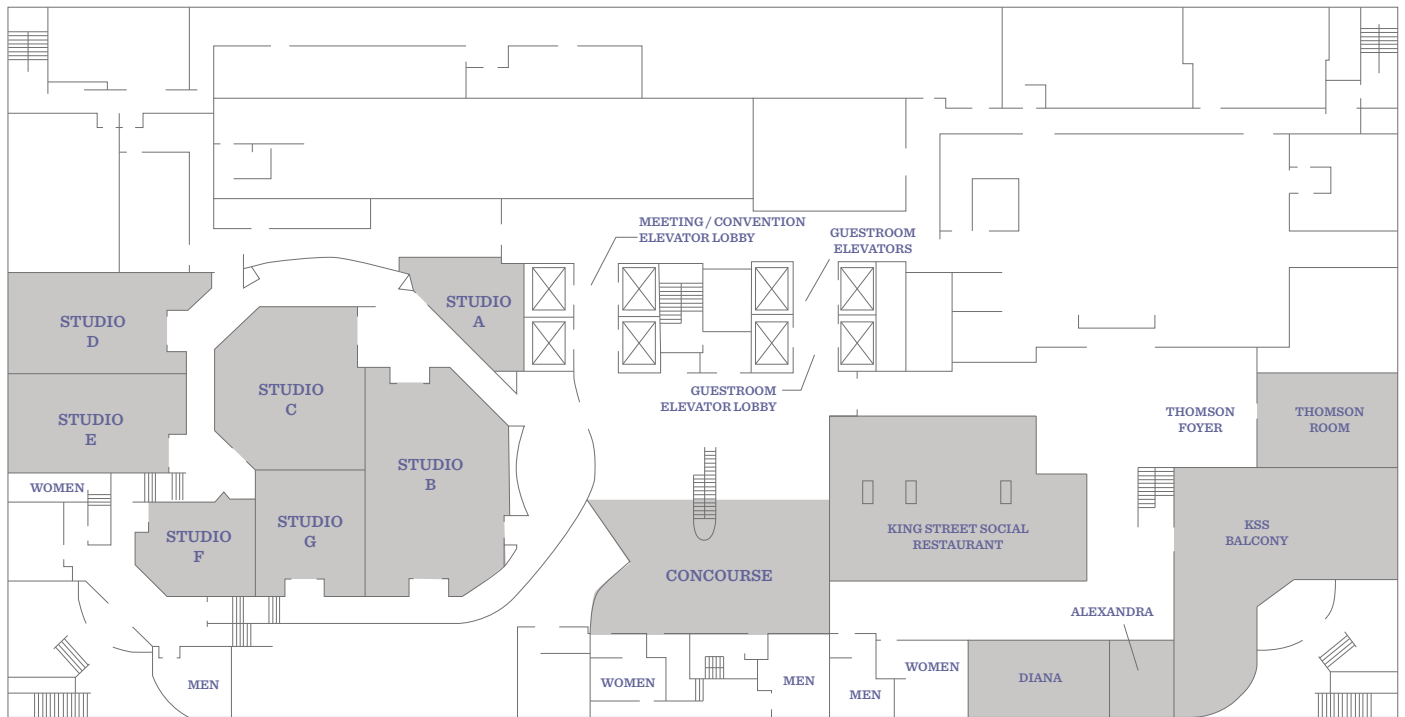 MEETING / CONVENTION
ELEVATOR LOBBY
GUESTROOM
ELEVATORS
STUDIO
A
STUDIO
D
STUDIO
C
STUDIO
E
GUESTROOM
ELEVATOR LOBBY
THOMSON
FOYER
THOMSON
ROOM
STUDIO
B
WOMEN
STUDIO
F
STUDIO
G
KING STREET SOCIAL
RESTAURANT
KSS
BALCONY
CONCOURSE
ALEXANDRA
MEN
WOMEN
MEN
MEN
WOMEN
DIANA